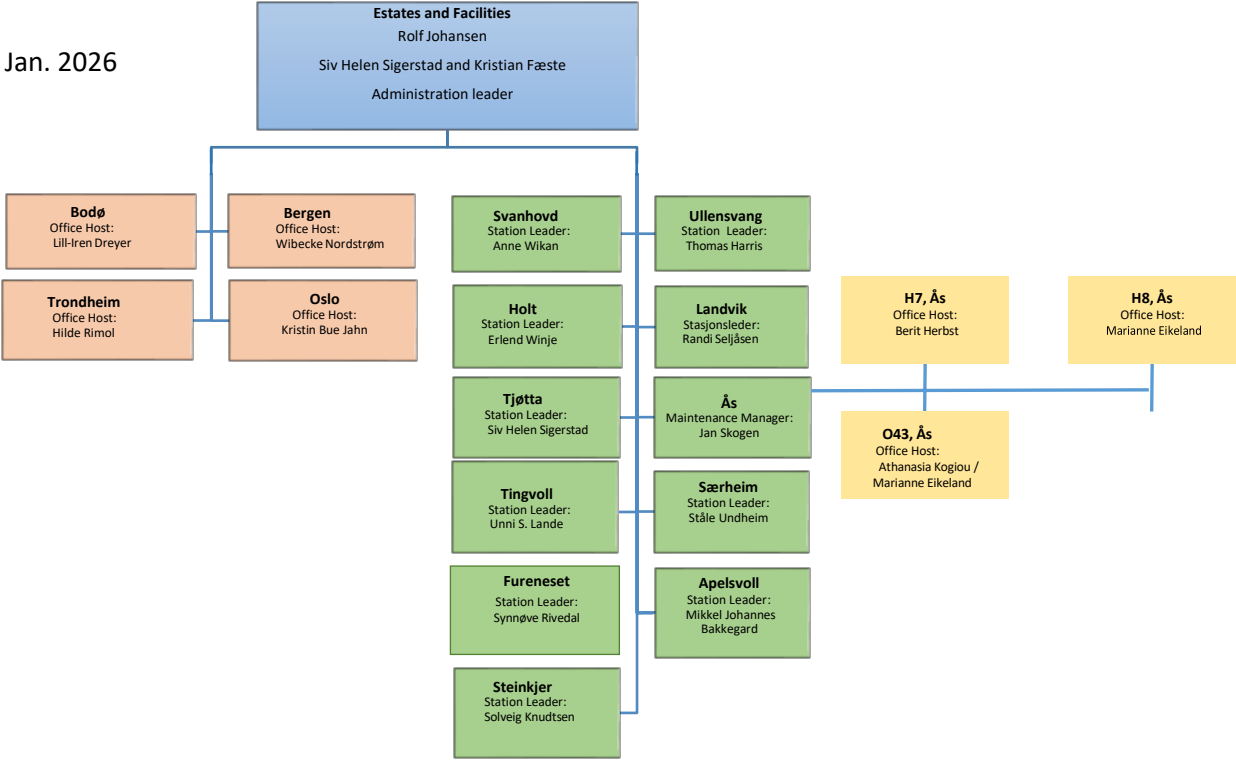 Estates and Facilities
Rolf Johansen
Siv Helen Sigerstad and Kristian Fæste
Administration leader
Jan. 2026
Bodø
Office Host:
Lill-Iren Dreyer
Bergen
Office Host:
Wibecke Nordstrøm
Trondheim
Office Host:
Hilde Rimol
Oslo
Office Host:
Kristin Bue Jahn
Svanhovd
Station Leader:
Anne Wikan
Ullensvang
Station Leader:
Thomas Harris
Holt
Station Leader:
Erlend Winje
Landvik
Stasjonsleder:
Randi Seljåsen
Tjøtta
Station Leader:
Siv Helen Sigerstad
Ås
Maintenance Manager:
Jan Skogen
Tingvoll
Station Leader:
Unni S. Lande
Særheim
Station Leader:
Ståle Undheim
Fureneset
Station Leader:
Synnøve Rivedal
Apelsvoll
Station Leader:
Mikkel Johannes
Bakkegard
Steinkjer
Station Leader:
Solveig Knudtsen
H7, Ås
Office Host:
Berit Herbst
H8, Ås
Office Host:
Marianne Eikeland
O43, Ås
Office Host:
Athanasia Kogiou /
Marianne Eikeland